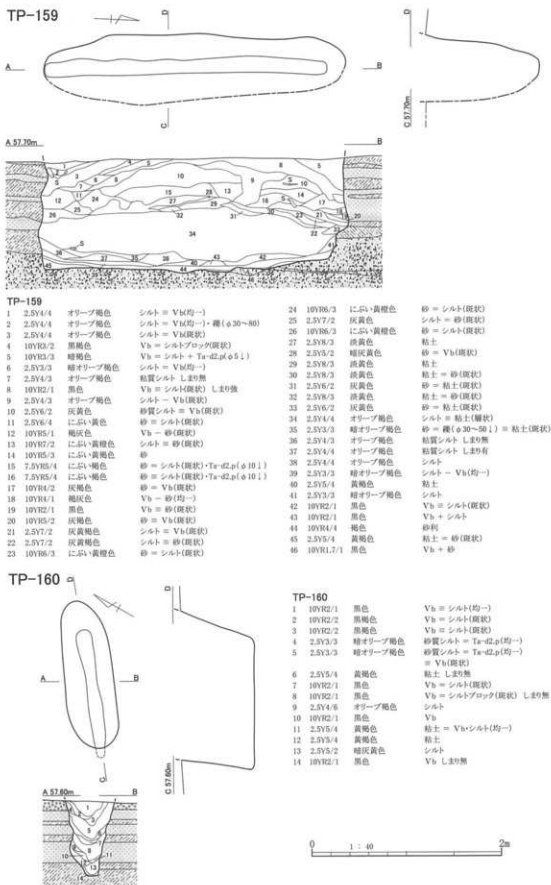 TP-159
D
A
B
C
D
C 57.70m
A 57.70m
B
TP-159
1 2.5Y4/4 オリーブ褐色 シルト ≡ Vb(均一)
2 2.5Y4/4 オリーブ褐色 シルト = Vb(均一)・礫(φ30~80)
3 2.5Y4/4 オリーブ褐色 シルト = Vb(斑状)
4 10YR3/2 黒褐色 Vb = シルトブロック(斑状)
5 10YR3/3 暗褐色 Vb = シルト + Ta-d2.p(φ5↓)
6 2.5Y3/3 暗オリーブ褐色 シルト = Vb(均一)
7 2.5Y4/3 オリーブ褐色 粘質シルト しまり無
8 10YR2/1 黒色 Vb ≡ シルト(斑状) しまり強
9 2.5Y4/3 オリーブ褐色 シルト - Vb(斑状)
10 2.5Y6/2 灰黄色 砂質シルト = Vb(斑状)
11 2.5Y6/4 にぶい黄色 砂 ≡ シルト(斑状)
12 10YR5/1 褐灰色 Vb - 砂(斑状)
13 10YR7/2 にぶい黄橙色 シルト ≡ 砂(斑状)
14 10YR5/3 にぶい黄褐色 砂
15 7.5YR5/4 にぶい褐色 砂 = シルト(斑状)・Ta-d2.p(φ10↓)
16 7.5YR5/4 にぶい褐色 砂 = シルト(斑状)・Ta-d2.p(φ10↓)
17 10YR4/2 灰褐色 砂 = Vb(斑状)
18 10YR4/1 褐灰色 Vb - 砂(均一)
19 10YR2/1 黒色 Vb = シルト(斑状)
20 10YR5/2 灰褐色 砂 = Vb(斑状)
21 2.5Y7/2 灰黄褐色 シルト = 砂(斑状)
22 2.5Y7/2 灰黄褐色 シルト ≡ 砂(斑状)
23 10YR6/3 にぶい黄橙色 砂 = シルト(斑状)
24 10YR6/3 にぶい黄橙色 砂 = シルト(斑状)
25 2.5Y7/2 灰黄色 シルト = 砂(斑状)
26 10YR6/3 にぶい黄橙色 砂 = シルト(斑状)
27 2.5Y8/3 淡黄色 粘土
28 2.5Y5/2 暗灰黄色 砂 = Vb(斑状)
29 2.5Y8/3 淡黄色 粘土
30 2.5Y8/3 淡黄色 粘土 = 砂(斑状)
31 2.5Y6/2 灰黄色 砂 = 粘土(斑状)
32 2.5Y8/3 淡黄色 粘土 = 砂(斑状)
33 2.5Y6/2 灰黄色 砂 = 粘土(斑状)
34 2.5Y4/4 オリーブ褐色 シルト = 粘土(層状)
35 2.5Y3/3 暗オリーブ褐色 砂 = 礫(φ30~50↓) ≡ 粘土(斑状)
36 2.5Y4/3 オリーブ褐色 粘質シルト しまり無
37 2.5Y4/4 オリーブ褐色 粘質シルト しまり有
38 2.5Y4/4 オリーブ褐色 シルト
39 2.5Y3/3 暗オリーブ褐色 シルト - Vb(均一)
40 2.5Y5/4 黄褐色 粘土
41 2.5Y3/3 暗オリーブ褐色 シルト
42 10YR2/1 黒色 Vb ≡ シルト(斑状)
43 10YR2/1 黒色 Vb + シルト
44 10YR4/4 褐色 砂利
45 2.5Y5/4 黄褐色 粘土 = 砂(斑状)
46 10YR1.7/1 黒色 Vb + 砂
TP-160
D
A
B
C
D
C 57.60m
A 57.60m
B
TP-160
1 10YR2/1 黒色 Vb ≡ シルト(均一)
2 10YR2/2 黒色 Vb = シルト(斑状)
3 10YR2/2 黒色 Vb = シルト(斑状)
4 2.5Y3/3 暗オリーブ褐色 砂質シルト = Ta-d2.p(均一)
5 2.5Y3/3 暗オリーブ褐色 砂質シルト = Ta-d2.p(均一)
≡ Vb(斑状)
6 2.5Y5/4 黄褐色 粘土 しまり無
7 10YR2/1 黒色 Vb = シルト(斑状)
8 10YR2/1 黒色 Vb = シルトブロック(斑状) しまり無
9 2.5Y4/6 オリーブ褐色 シルト
10 10YR2/1 黒色 Vb
11 2.5Y5/4 黄褐色 粘土 = Vb・シルト(均一)
12 2.5Y5/4 黄褐色 粘土
13 2.5Y5/2 暗灰黄色 シルト
14 10YR2/1 黒色 Vb しまり無
0 1:40 2m